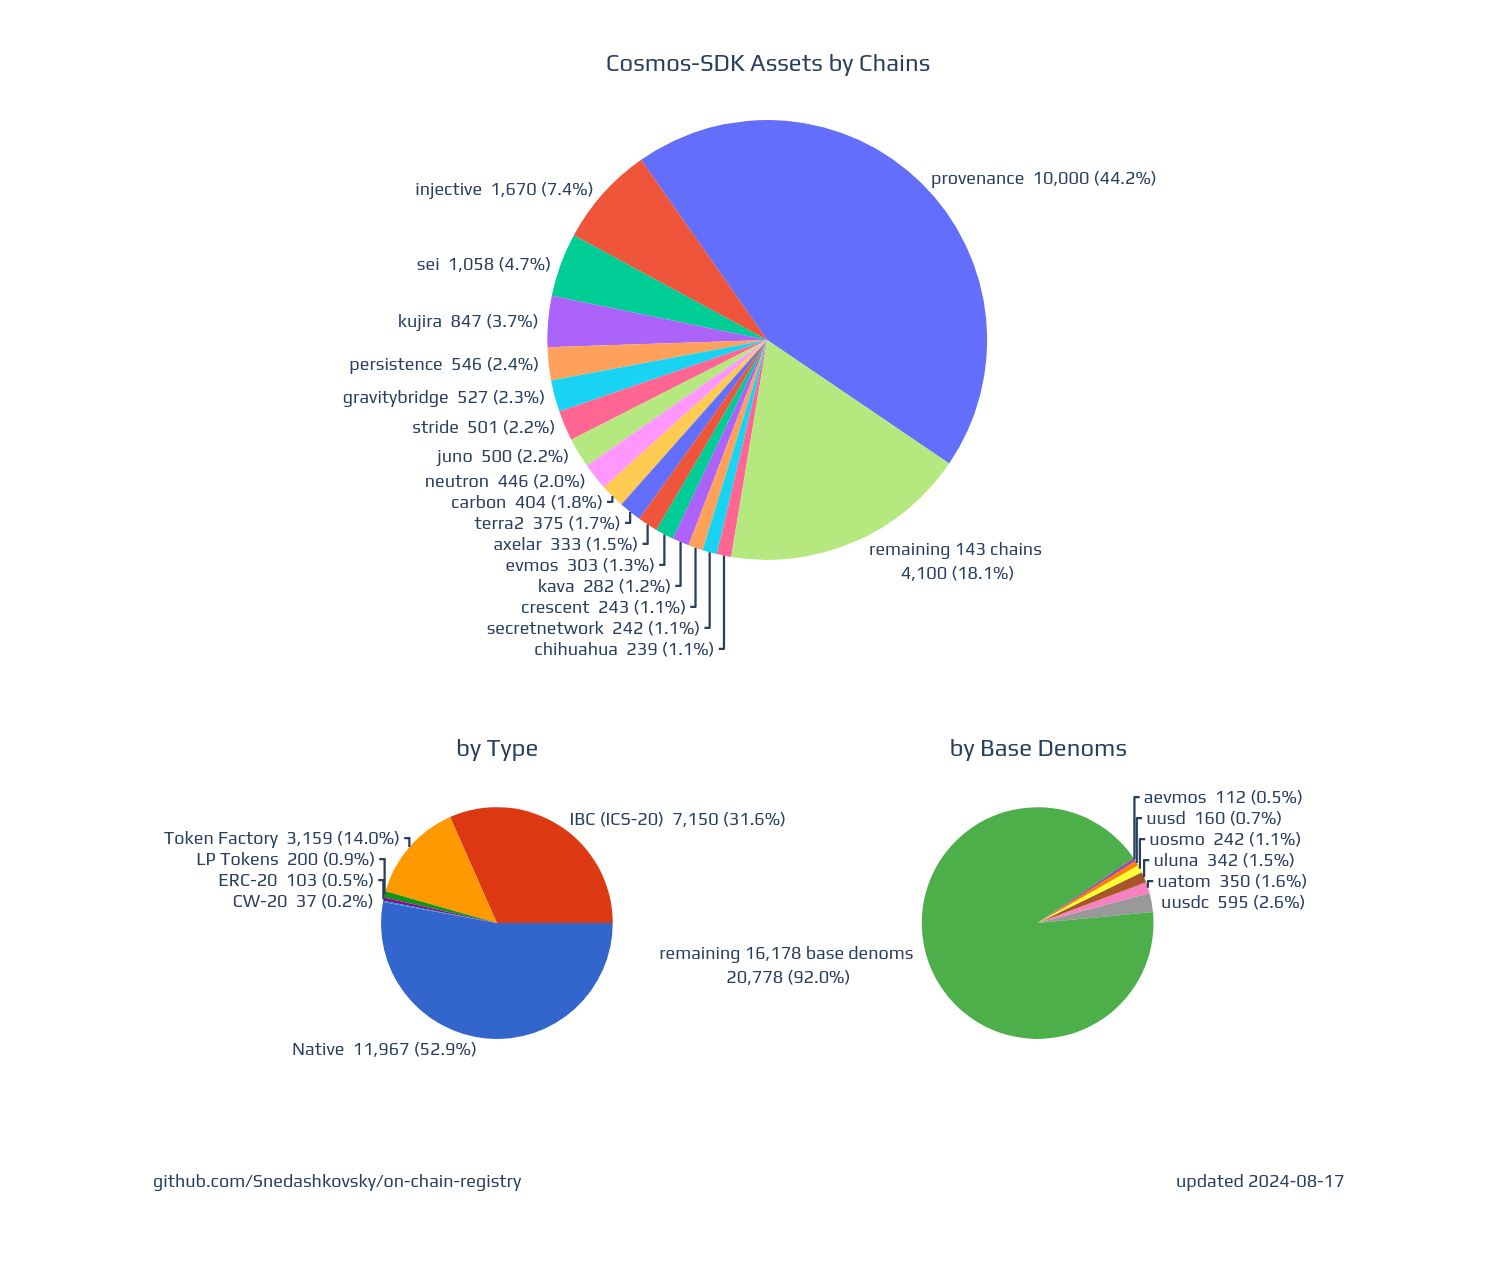 Cosmos-SDK Assets by Chains
provenance 10,000 (44.2%)
injective 1,670 (7.4%)
sei 1,058 (4.7%)
kujira 847 (3.7%)
persistence 546 (2.4%)
gravitybridge 527 (2.3%)
stride 501 (2.2%)
juno 500 (2.2%)
neutron 446 (2.0%)
carbon 404 (1.8%)
terra2 375 (1.7%)
axelar 333 (1.5%)
evmos 303 (1.3%)
kava 282 (1.2%)
crescent 243 (1.1%)
secretnetwork 242 (1.1%)
chihuahua 239 (1.1%)
remaining 143 chains
4,100 (18.1%)
by Type
IBC (ICS-20) 7,150 (31.6%)
Token Factory 3,159 (14.0%)
LP Tokens 200 (0.9%)
ERC-20 103 (0.5%)
CW-20 37 (0.2%)
Native 11,967 (52.9%)
by Base Denoms
aevmos 112 (0.5%)
uusd 160 (0.7%)
uosmo 242 (1.1%)
uluna 342 (1.5%)
uatom 350 (1.6%)
uusdc 595 (2.6%)
remaining 16,178 base denoms
20,778 (92.0%)
github.com/Snedashkovsky/on-chain-registry
updated 2024-08-17